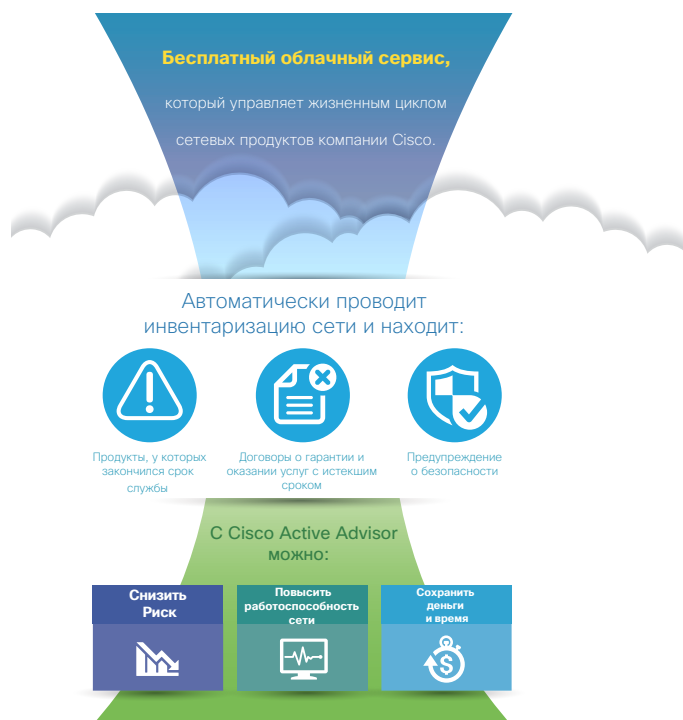 Бесплатный облачный сервис,
который управляет жизненным циклом
сетевых продуктов компании Cisco.
Автоматически проводит
инвентаризацию сети и находит:
Продукты, у которых
закончился срок
службы
Договоры о гарантии и
оказании услуг с истекшим
сроком
Предупреждение
о безопасности
С Cisco Active Advisor
можно:
Снизить
Риск
Повысить
работоспособность
сети
Сохранить
деньги
и время